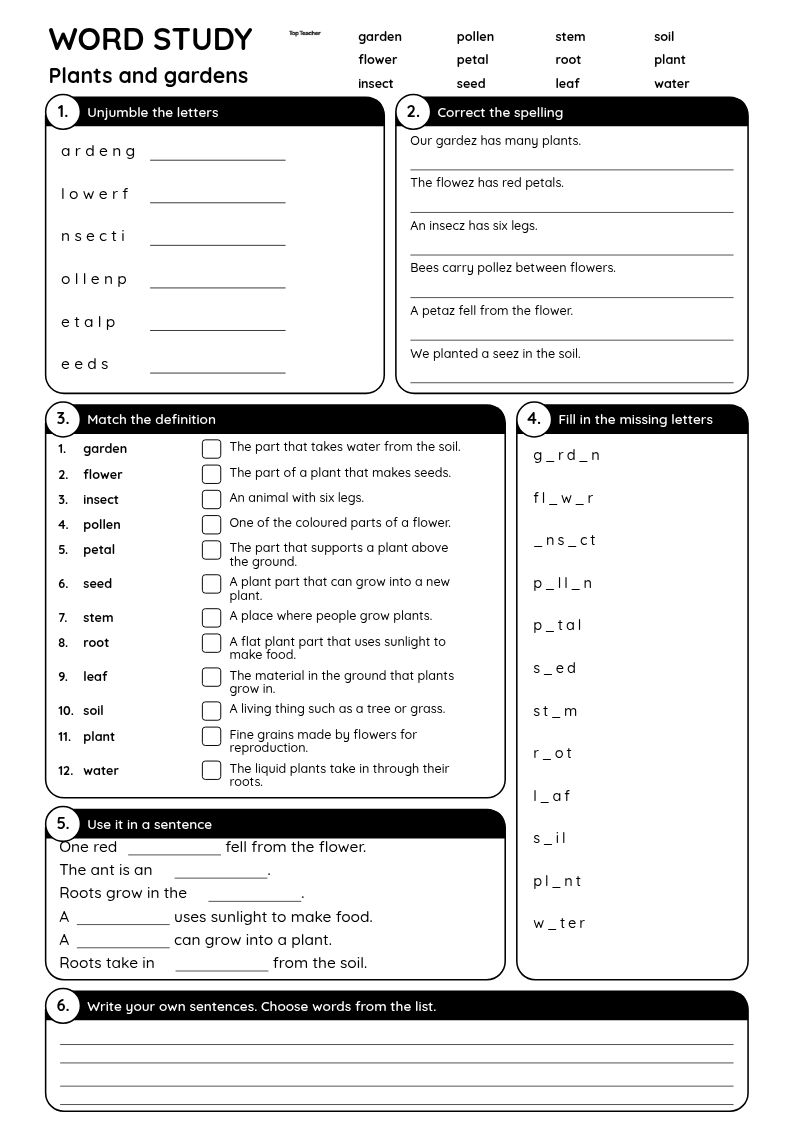 WORD STUDY
Plants and gardens
Top Teacher
garden pollen stem soil
flower petal root plant
insect seed leaf water
1. Unjumble the letters
a r d e n g
l o w e r f
n s e c t i
o l l e n p
e t a l p
e e d s
2. Correct the spelling
Our gardez has many plants.
The flowez has red petals.
An insecz has six legs.
Bees carry pollez between flowers.
A petaz fell from the flower.
We planted a seez in the soil.
3. Match the definition
1. garden The part that takes water from the soil.
2. flower The part of a plant that makes seeds.
3. insect An animal with six legs.
4. pollen One of the coloured parts of a flower.
5. petal The part that supports a plant above
the ground.
6. seed A plant part that can grow into a new
plant.
7. stem A place where people grow plants.
8. root A flat plant part that uses sunlight to
make food.
9. leaf The material in the ground that plants
grow in.
10. soil A living thing such as a tree or grass.
11. plant Fine grains made by flowers for
reproduction.
12. water The liquid plants take in through their
roots.
4. Fill in the missing letters
g _ r d _ n
f l _ w _ r
_ n s _ c t
p _ l l _ n
p _ t a l
s _ e d
s t _ m
r _ o t
l _ a f
s _ i l
p l _ n t
w _ t e r
5. Use it in a sentence
One red ____________ fell from the flower.
The ant is an ____________.
Roots grow in the ____________.
A ____________ uses sunlight to make food.
A ____________ can grow into a plant.
Roots take in ____________ from the soil.
6. Write your own sentences. Choose words from the list.